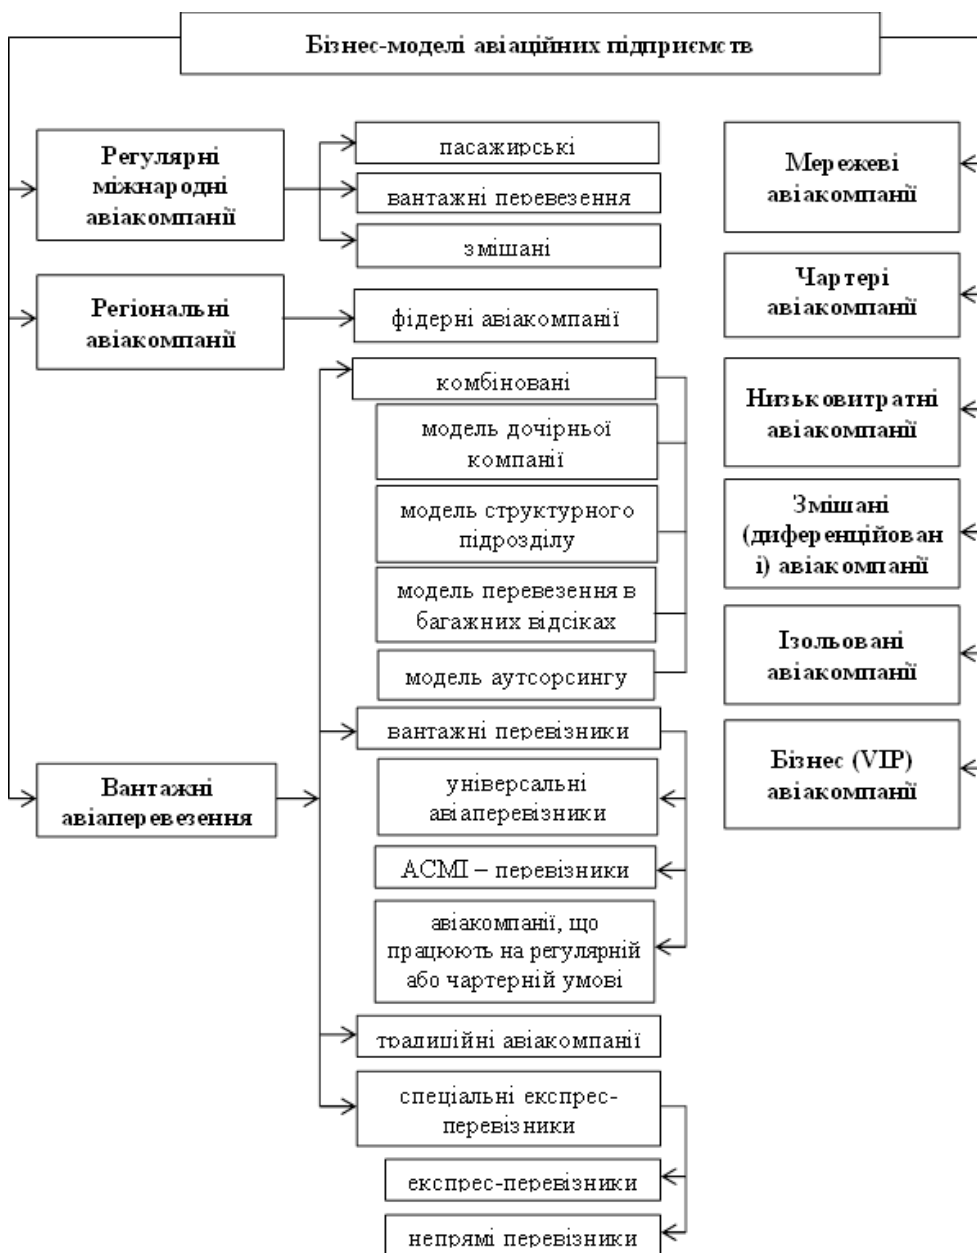 Бізнес-моделі авіаційних підприємств
Регулярні
міжнародні
авіакомпанії
пасажирські
вантажні перевезення
змішані
Регіональні
авіакомпанії
фідерні авіакомпанії
комбіновані
модель дочірньої
компанії
модель структурного
підрозділу
модель перевезення в
багажних відсіках
модель аутсорсингу
Вантажні
авіаперевезення
вантажні перевізники
універсальні
авіаперевізники
АСМІ – перевізники
авіакомпанії, що
працюють на регулярній
або чартерній умові
традиційні авіакомпанії
спеціальні експрес-
перевізники
експрес-перевізники
непрямі перевізники
Мережеві
авіакомпанії
Чартері
авіакомпанії
Низьковитратні
авіакомпанії
Змішані
(диференційован
і) авіакомпанії
Ізольовані
авіакомпанії
Бізнес (VIP)
авіакомпанії